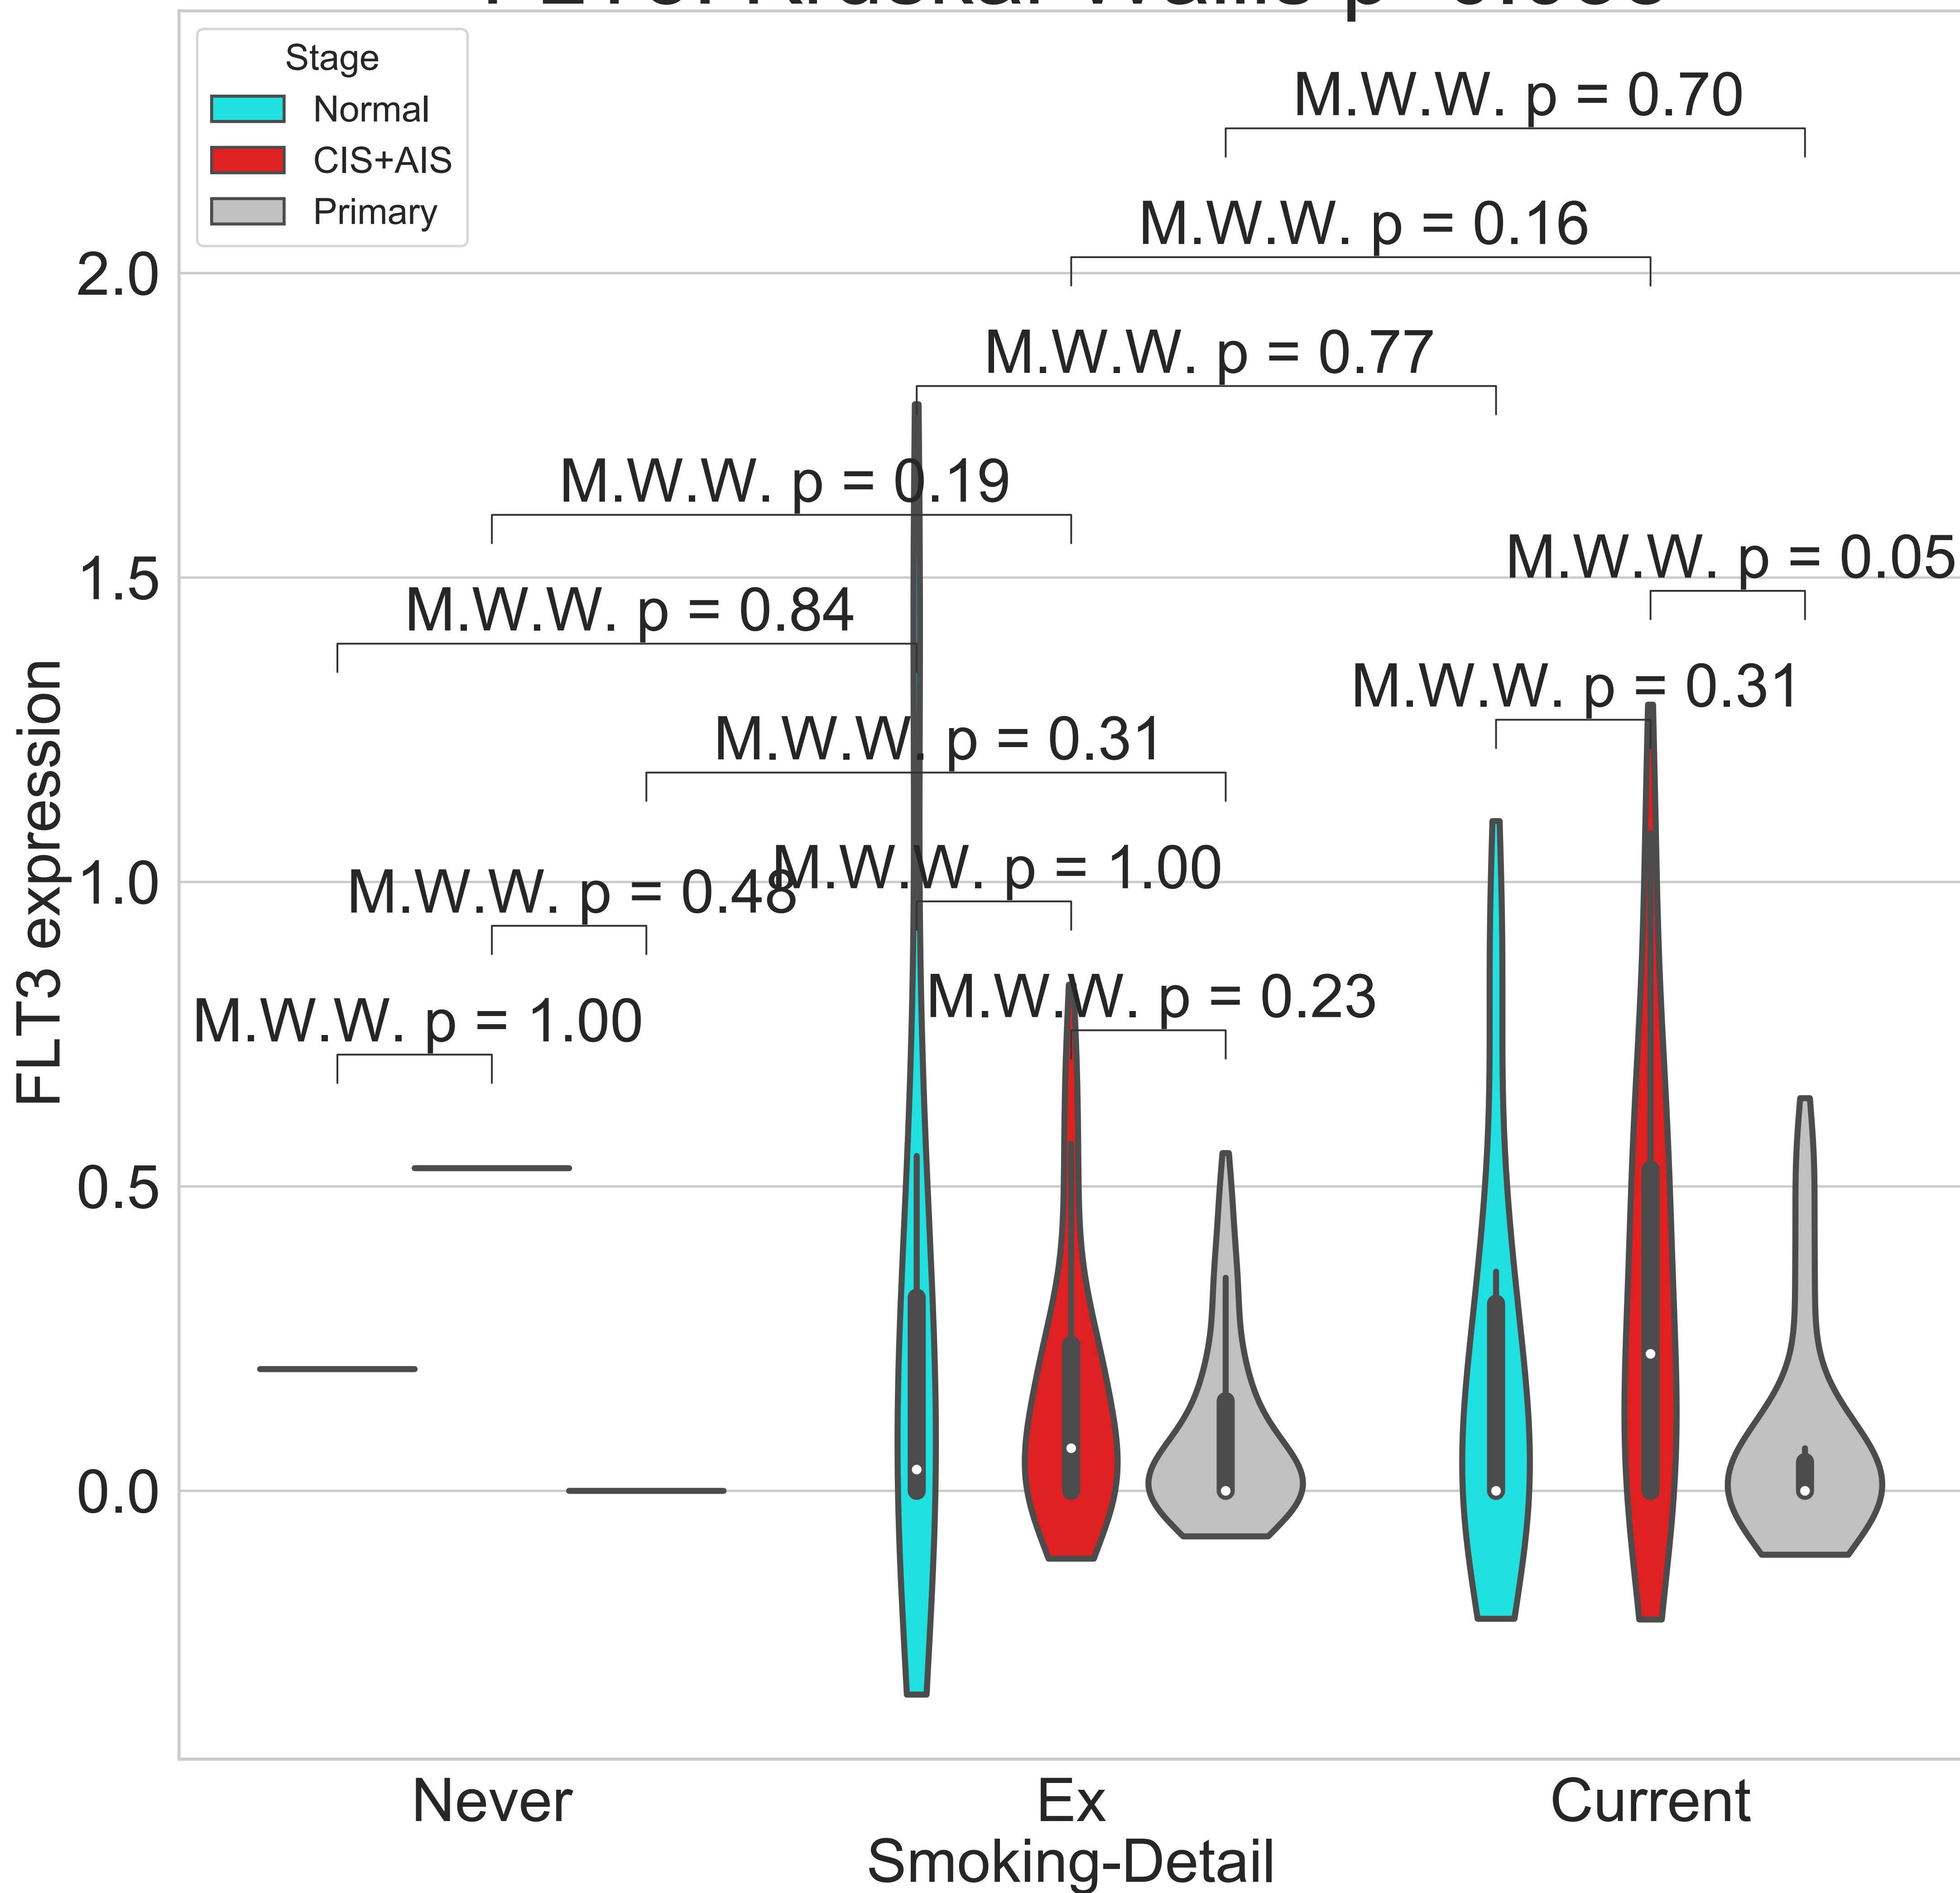 Stage
Normal
CIS+AIS
Primary
M.W.W. p = 0.70
M.W.W. p = 0.16
M.W.W. p = 0.77
M.W.W. p = 0.19
M.W.W. p = 0.05
M.W.W. p = 0.84
M.W.W. p = 0.31
M.W.W. p = 0.31
M.W.W. p = 1.00
M.W.W. p = 0.48
M.W.W. p = 0.23
M.W.W. p = 1.00
2.0
1.5
1.0
0.5
0.0
FLT3 expression
Never
Ex
Current
Smoking-Detail